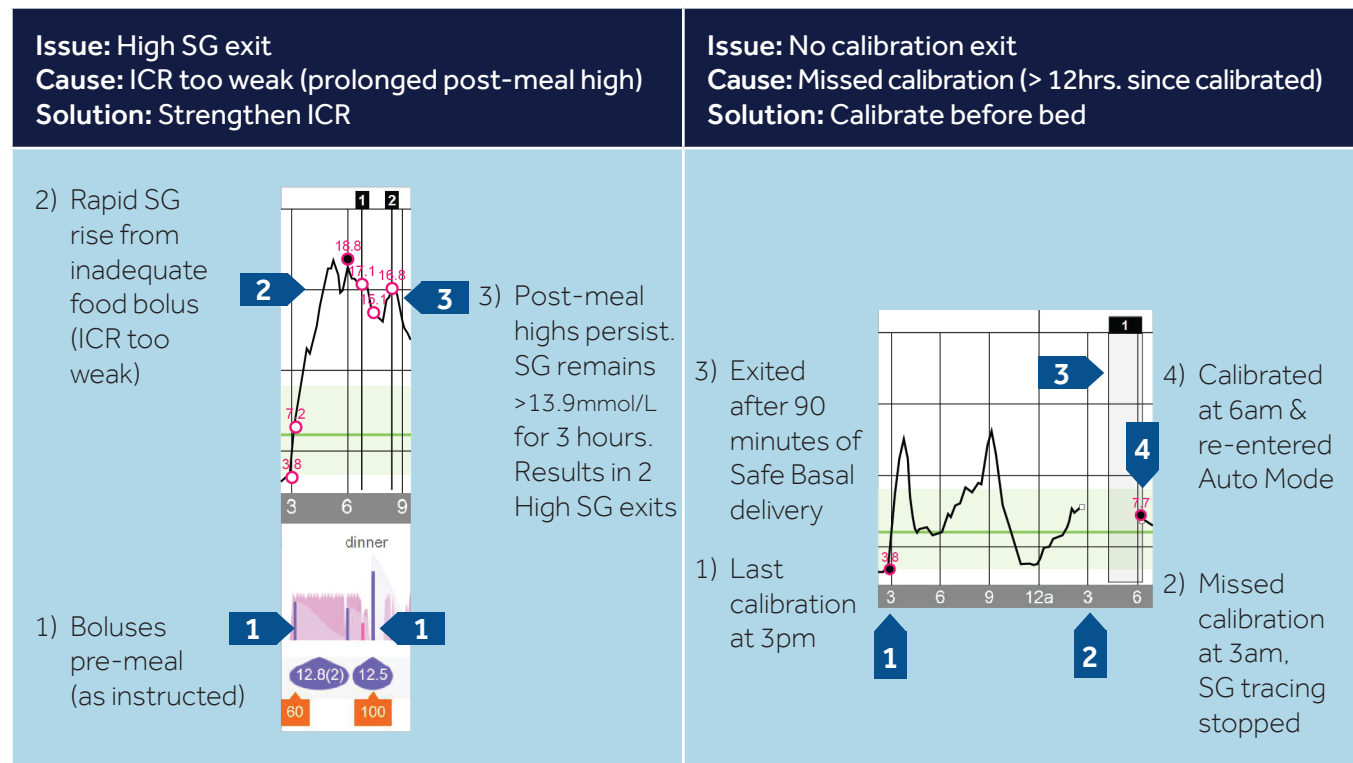 Issue: High SG exit
Cause: ICR too weak (prolonged post-meal high)
Solution: Strengthen ICR
Issue: No calibration exit
Cause: Missed calibration (> 12hrs. since calibrated)
Solution: Calibrate before bed
2) Rapid SG
rise from
inadequate
food bolus
(ICR too
weak)
2
1 2
18.8
17.1 16.8
15.1
7.2
3.8
3 6 9
3
3) Post-meal
highs persist.
SG remains
>13.9mmol/L
for 3 hours.
Results in 2
High SG exits
dinner
1) Boluses
pre-meal
(as instructed)
1
1
12.8(2) 12.5
60 100
3) Exited
after 90
minutes of
Safe Basal
delivery
1) Last
calibration
at 3pm
1
3
4
7.7
3.8
3 6 9 12a 3 6
1
2
4) Calibrated
at 6am &
re-entered
Auto Mode
2) Missed
calibration
at 3am,
SG tracing
stopped